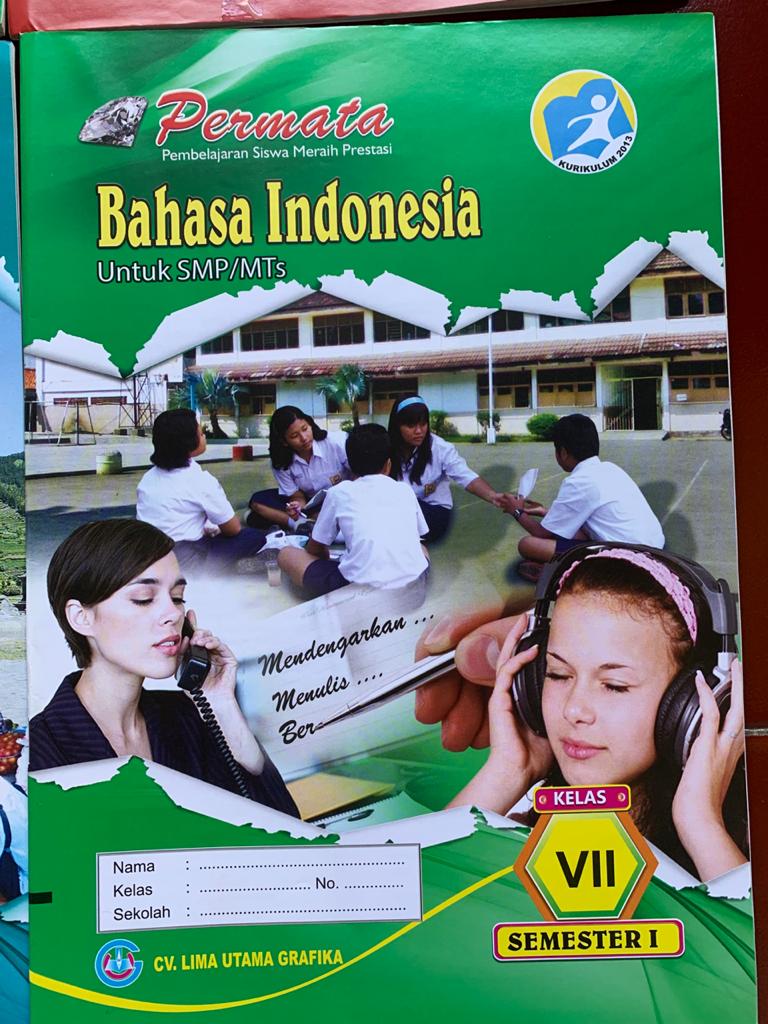 Permata
Pembelajaran Siswa Meraih Prestasi
KURIKULUM 2013
Bahasa Indonesia
Untuk SMP/MTs
Mendengarkan ...
Menulis ....
Ber
KELAS
VII
SEMESTER I
Nama : ................................................
Kelas : .......................... No. ..............
Sekolah : ................................................
CV. LIMA UTAMA GRAFIKA